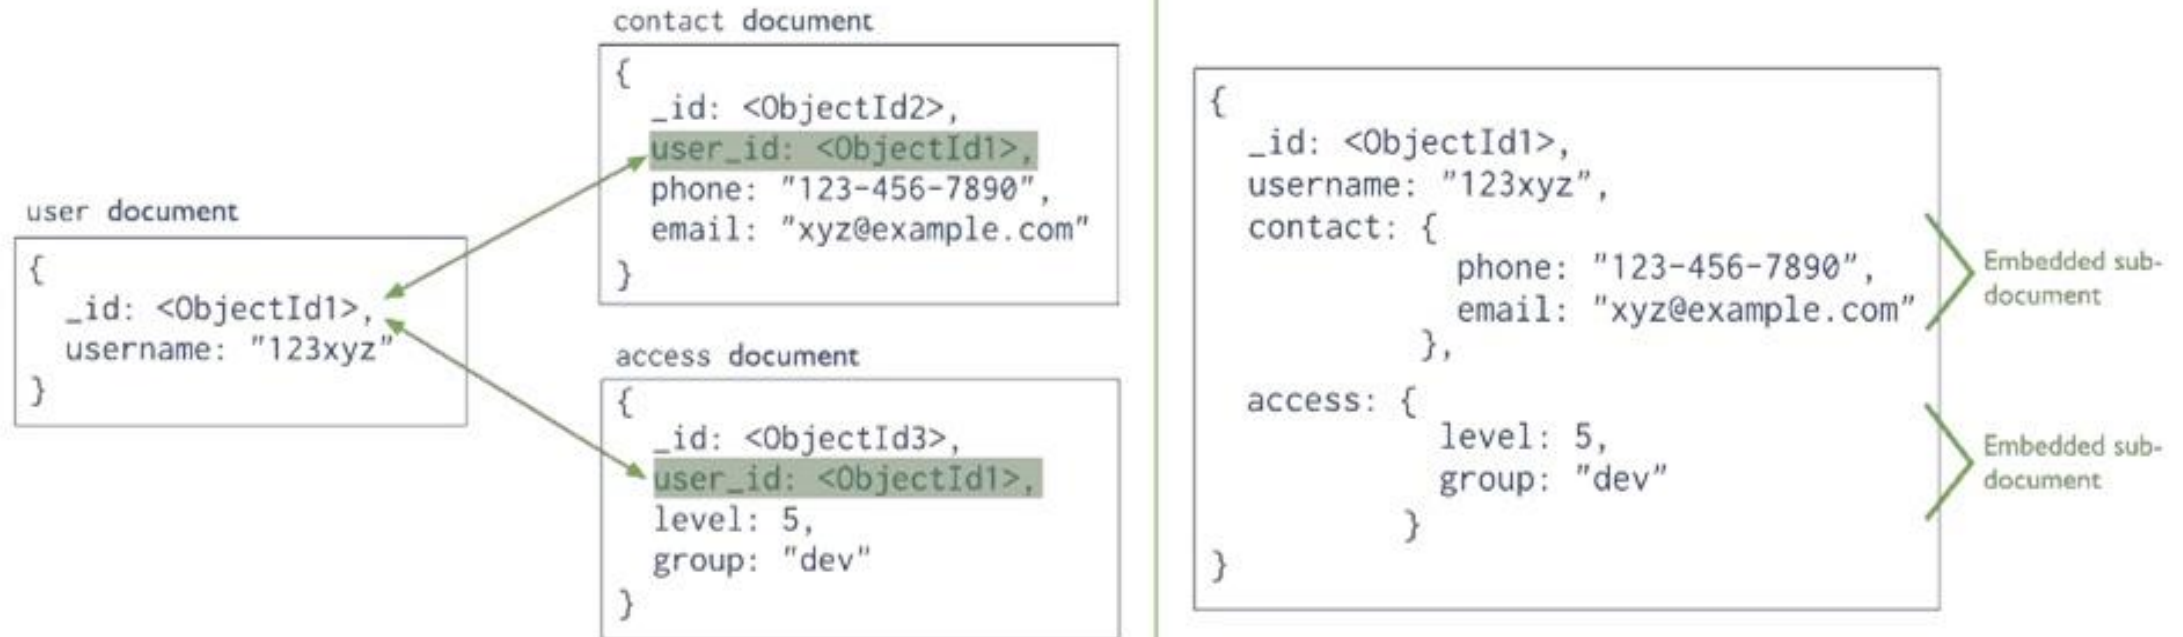 user document
{
_id: <ObjectId1>,
username: "123xyz"
}
contact document
{
_id: <ObjectId2>,
user_id: <ObjectId1>,
phone: "123-456-7890",
email: "xyz@example.com"
}
access document
{
_id: <ObjectId3>,
user_id: <ObjectId1>,
level: 5,
group: "dev"
}
{
_id: <ObjectId1>,
username: "123xyz",
contact: {
phone: "123-456-7890",
email: "xyz@example.com"
},
access: {
level: 5,
group: "dev"
}
}
Embedded sub-
document
Embedded sub-
document